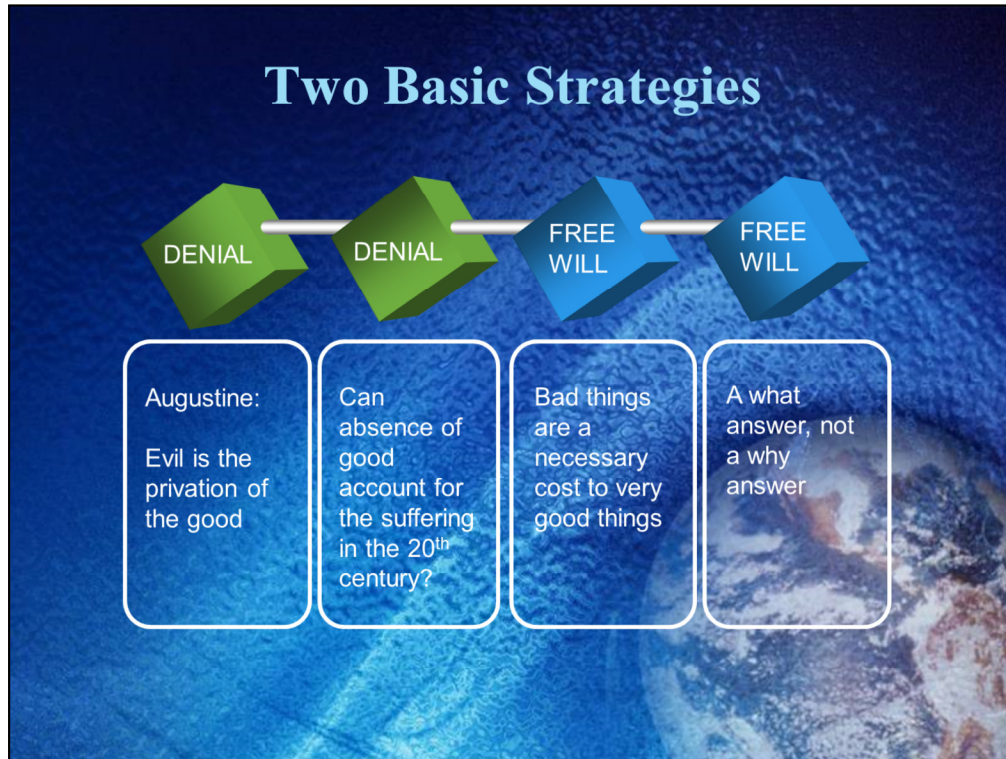 Two Basic Strategies
DENIAL
DENIAL
FREE
WILL
FREE
WILL
Augustine:
Evil is the
privation of
the good
Can
absence of
good
account for
the suffering
in the 20th
century?
Bad things
are a
necessary
cost to very
good things
A what
answer, not
a why
answer